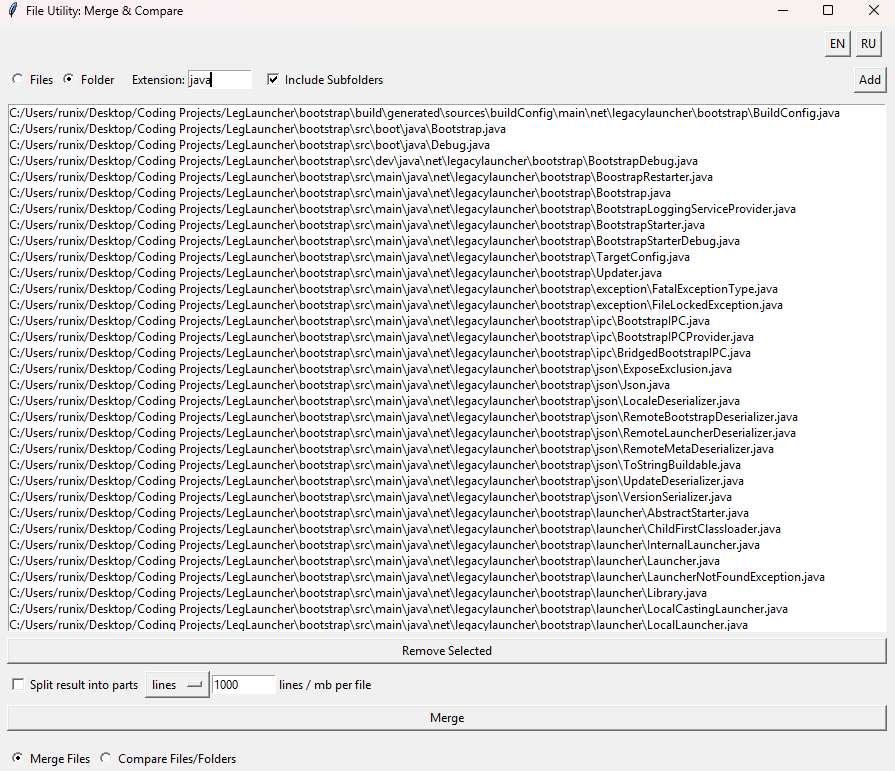 File Utility: Merge & Compare
EN RU
Files Folder Extension: java Include Subfolders Add
C:/Users/runix/Desktop/Coding Projects/LegLauncher\bootstrap\build\generated\sources\buildConfig\main\net\legacylauncher\bootstrap\BuildConfig.java
C:/Users/runix/Desktop/Coding Projects/LegLauncher\bootstrap\src\boot\java\Bootstrap.java
C:/Users/runix/Desktop/Coding Projects/LegLauncher\bootstrap\src\boot\java\Debug.java
C:/Users/runix/Desktop/Coding Projects/LegLauncher\bootstrap\src\dev\java\net\legacylauncher\bootstrap\BootstrapDebug.java
C:/Users/runix/Desktop/Coding Projects/LegLauncher\bootstrap\src\main\java\net\legacylauncher\bootstrap\BoostrapRestarter.java
C:/Users/runix/Desktop/Coding Projects/LegLauncher\bootstrap\src\main\java\net\legacylauncher\bootstrap\Bootstrap.java
C:/Users/runix/Desktop/Coding Projects/LegLauncher\bootstrap\src\main\java\net\legacylauncher\bootstrap\BootstrapLoggingServiceProvider.java
C:/Users/runix/Desktop/Coding Projects/LegLauncher\bootstrap\src\main\java\net\legacylauncher\bootstrap\BootstrapStarter.java
C:/Users/runix/Desktop/Coding Projects/LegLauncher\bootstrap\src\main\java\net\legacylauncher\bootstrap\BootstrapStarterDebug.java
C:/Users/runix/Desktop/Coding Projects/LegLauncher\bootstrap\src\main\java\net\legacylauncher\bootstrap\TargetConfig.java
C:/Users/runix/Desktop/Coding Projects/LegLauncher\bootstrap\src\main\java\net\legacylauncher\bootstrap\Updater.java
C:/Users/runix/Desktop/Coding Projects/LegLauncher\bootstrap\src\main\java\net\legacylauncher\bootstrap\exception\FatalExceptionType.java
C:/Users/runix/Desktop/Coding Projects/LegLauncher\bootstrap\src\main\java\net\legacylauncher\bootstrap\exception\FileLockedException.java
C:/Users/runix/Desktop/Coding Projects/LegLauncher\bootstrap\src\main\java\net\legacylauncher\bootstrap\ipc\BootstrapIPC.java
C:/Users/runix/Desktop/Coding Projects/LegLauncher\bootstrap\src\main\java\net\legacylauncher\bootstrap\ipc\BootstrapIPCProvider.java
C:/Users/runix/Desktop/Coding Projects/LegLauncher\bootstrap\src\main\java\net\legacylauncher\bootstrap\ipc\BridgedBootstrapIPC.java
C:/Users/runix/Desktop/Coding Projects/LegLauncher\bootstrap\src\main\java\net\legacylauncher\bootstrap\json\ExposeExclusion.java
C:/Users/runix/Desktop/Coding Projects/LegLauncher\bootstrap\src\main\java\net\legacylauncher\bootstrap\json\Json.java
C:/Users/runix/Desktop/Coding Projects/LegLauncher\bootstrap\src\main\java\net\legacylauncher\bootstrap\json\LocaleDeserializer.java
C:/Users/runix/Desktop/Coding Projects/LegLauncher\bootstrap\src\main\java\net\legacylauncher\bootstrap\json\RemoteBootstrapDeserializer.java
C:/Users/runix/Desktop/Coding Projects/LegLauncher\bootstrap\src\main\java\net\legacylauncher\bootstrap\json\RemoteLauncherDeserializer.java
C:/Users/runix/Desktop/Coding Projects/LegLauncher\bootstrap\src\main\java\net\legacylauncher\bootstrap\json\RemoteMetaDeserializer.java
C:/Users/runix/Desktop/Coding Projects/LegLauncher\bootstrap\src\main\java\net\legacylauncher\bootstrap\json\ToStringBuildable.java
C:/Users/runix/Desktop/Coding Projects/LegLauncher\bootstrap\src\main\java\net\legacylauncher\bootstrap\json\UpdateDeserializer.java
C:/Users/runix/Desktop/Coding Projects/LegLauncher\bootstrap\src\main\java\net\legacylauncher\bootstrap\json\VersionSerializer.java
C:/Users/runix/Desktop/Coding Projects/LegLauncher\bootstrap\src\main\java\net\legacylauncher\bootstrap\launcher\AbstractStarter.java
C:/Users/runix/Desktop/Coding Projects/LegLauncher\bootstrap\src\main\java\net\legacylauncher\bootstrap\launcher\ChildFirstClassloader.java
C:/Users/runix/Desktop/Coding Projects/LegLauncher\bootstrap\src\main\java\net\legacylauncher\bootstrap\launcher\InternalLauncher.java
C:/Users/runix/Desktop/Coding Projects/LegLauncher\bootstrap\src\main\java\net\legacylauncher\bootstrap\launcher\Launcher.java
C:/Users/runix/Desktop/Coding Projects/LegLauncher\bootstrap\src\main\java\net\legacylauncher\bootstrap\launcher\LauncherNotFoundException.java
C:/Users/runix/Desktop/Coding Projects/LegLauncher\bootstrap\src\main\java\net\legacylauncher\bootstrap\launcher\Library.java
C:/Users/runix/Desktop/Coding Projects/LegLauncher\bootstrap\src\main\java\net\legacylauncher\bootstrap\launcher\LocalCastingLauncher.java
C:/Users/runix/Desktop/Coding Projects/LegLauncher\bootstrap\src\main\java\net\legacylauncher\bootstrap\launcher\LocalLauncher.java
Remove Selected
Split result into parts lines 1000 lines / mb per file
Merge
Merge Files Compare Files/Folders